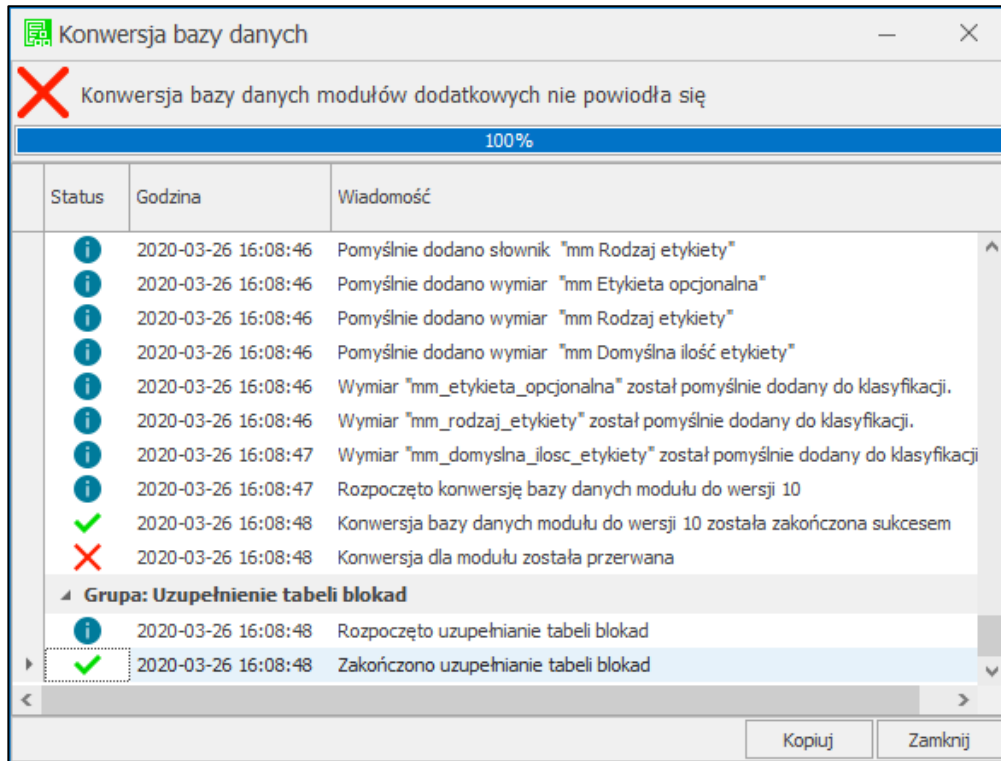 Konwersja bazy danych
Konwersja bazy danych modułów dodatkowych nie powiodła się
100%
Status Godzina Wiadomość
2020-03-26 16:08:46 Pomyślnie dodano słownik "mm Rodzaj etykiety"
2020-03-26 16:08:46 Pomyślnie dodano wymiar "mm Etykieta opcjonalna"
2020-03-26 16:08:46 Pomyślnie dodano wymiar "mm Rodzaj etykiety"
2020-03-26 16:08:46 Pomyślnie dodano wymiar "mm Domyślna ilość etykiety"
2020-03-26 16:08:46 Wymiar "mm_etykieta_opcjonalna" został pomyślnie dodany do klasyfikacji.
2020-03-26 16:08:46 Wymiar "mm_rodzaj_etykiety" został pomyślnie dodany do klasyfikacji.
2020-03-26 16:08:47 Wymiar "mm_domyslna_ilosc_etykiety" został pomyślnie dodany do klasyfikacji
2020-03-26 16:08:47 Rozpoczęto konwersję bazy danych modułu do wersji 10
2020-03-26 16:08:48 Konwersja bazy danych modułu do wersji 10 została zakończona sukcesem
2020-03-26 16:08:48 Konwersja dla modułu została przerwana
Grupa: Uzupełnienie tabeli blokad
2020-03-26 16:08:48 Rozpoczęto uzupełnianie tabeli blokad
2020-03-26 16:08:48 Zakończono uzupełnianie tabeli blokad
Kopiuj Zamknij